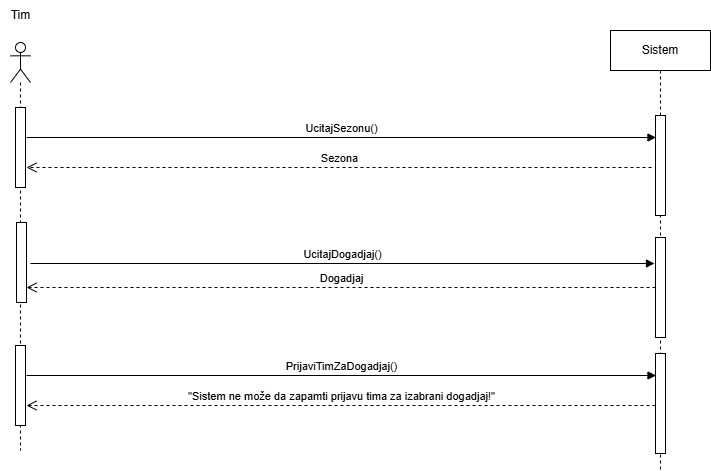 Tim
Sistem
UcitajSezonu()
Sezona
UcitajDogadjaj()
Dogadjaj
PrijaviTimZaDogadjaj()
"Sistem ne može da zapamti prijavu tima za izabrani dogadjaj!"